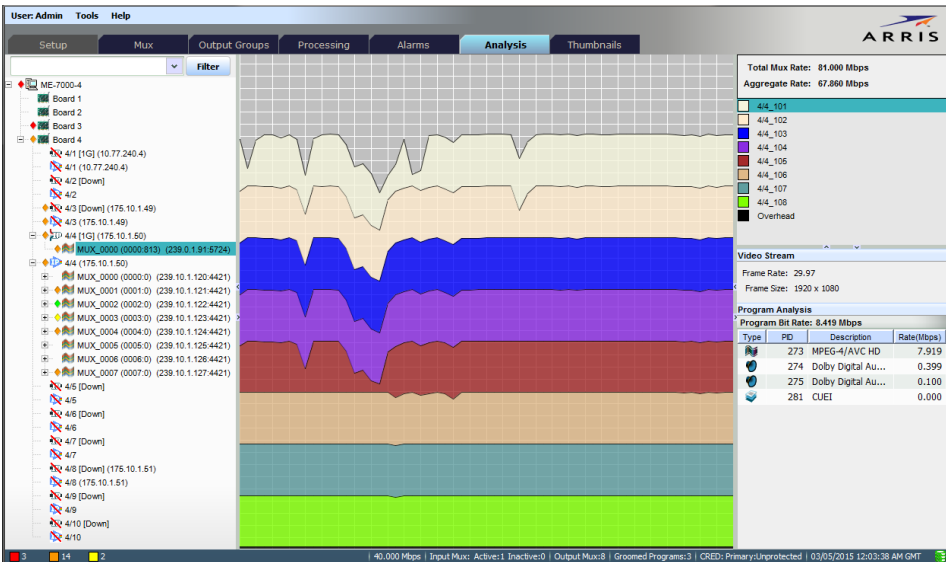 User: Admin Tools Help
ARRIS
Setup Mux Output Groups Processing Alarms Analysis Thumbnails
Filter
ME-7000-4
Board 1
Board 2
Board 3
Board 4
4/1 [1G] (10.77.240.4)
4/1 (10.77.240.4)
4/2 [Down]
4/2
4/3 [Down] (175.10.1.49)
4/3 (175.10.1.49)
4/4 [1G] (175.10.1.50)
MUX_0000 (0000:813) (239.0.1.91:5724)
4/4 (175.10.1.50)
MUX_0000 (0000:0) (239.10.1.120:4421)
MUX_0001 (0001:0) (239.10.1.121:4421)
MUX_0002 (0002:0) (239.10.1.122:4421)
MUX_0003 (0003:0) (239.10.1.123:4421)
MUX_0004 (0004:0) (239.10.1.124:4421)
MUX_0005 (0005:0) (239.10.1.125:4421)
MUX_0006 (0006:0) (239.10.1.126:4421)
MUX_0007 (0007:0) (239.10.1.127:4421)
4/5 [Down]
4/5
4/6 [Down]
4/6
4/7 [Down]
4/7
4/8 [Down] (175.10.1.51)
4/8 (175.10.1.51)
4/9 [Down]
4/9
4/10 [Down]
4/10
Total Mux Rate: 81.000 Mbps
Aggregate Rate: 67.860 Mbps
4/4_101
4/4_102
4/4_103
4/4_104
4/4_105
4/4_106
4/4_107
4/4_108
Overhead
Video Stream
Frame Rate: 29.97
Frame Size: 1920 x 1080
Program Analysis
Program Bit Rate: 8.419 Mbps
Type PID Description Rate(Mbps)
273 MPEG-4/AVC HD 7.919
274 Dolby Digital Au... 0.399
275 Dolby Digital Au... 0.100
281 CUEI 0.000
3 14 2 | 40.000 Mbps | Input Mux: Active:1 Inactive:0 | Output Mux:8 | Groomed Programs:3 | CRED: Primary:Unprotected | 03/05/2015 12:03:38 AM GMT